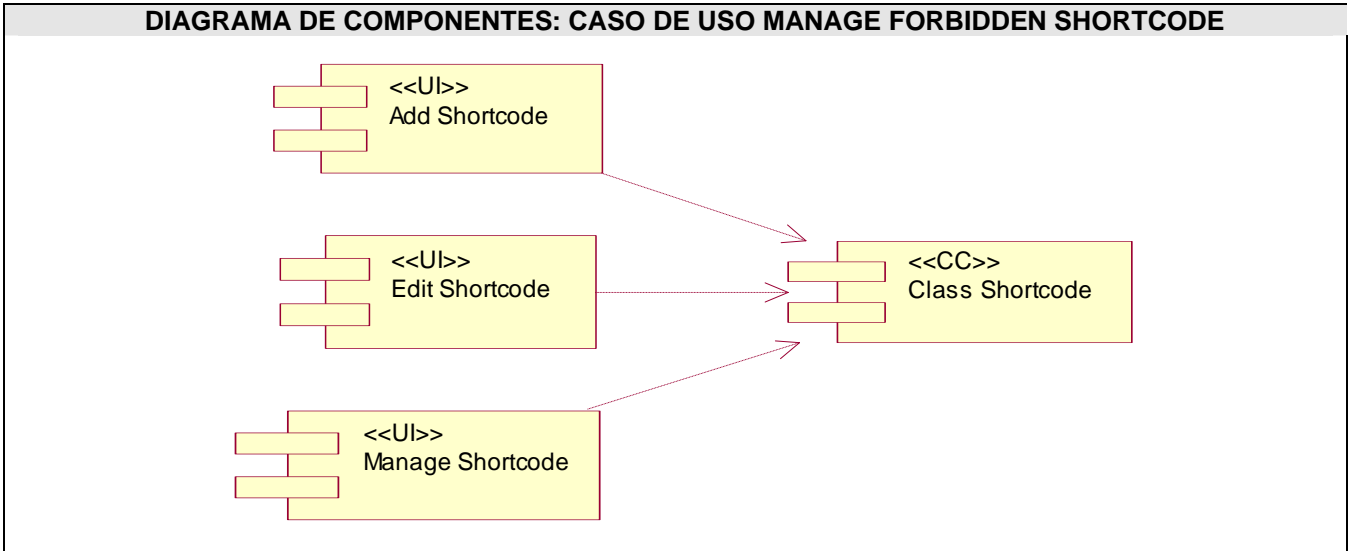 DIAGRAMA DE COMPONENTES: CASO DE USO MANAGE FORBIDDEN SHORTCODE
<<UI>>
Add Shortcode
<<UI>>
Edit Shortcode
<<CC>>
Class Shortcode
<<UI>>
Manage Shortcode